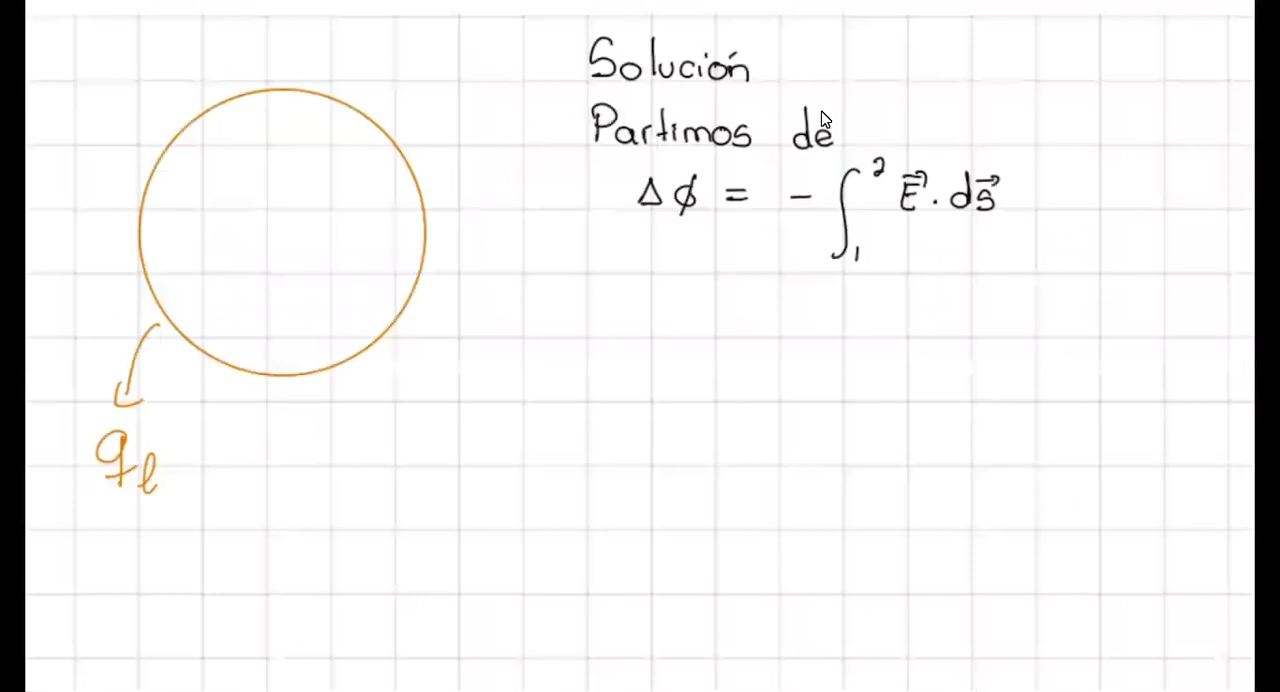 Solución
Partimos de
Δϕ = - ∫₁² E⃗ . ds⃗
qℓ